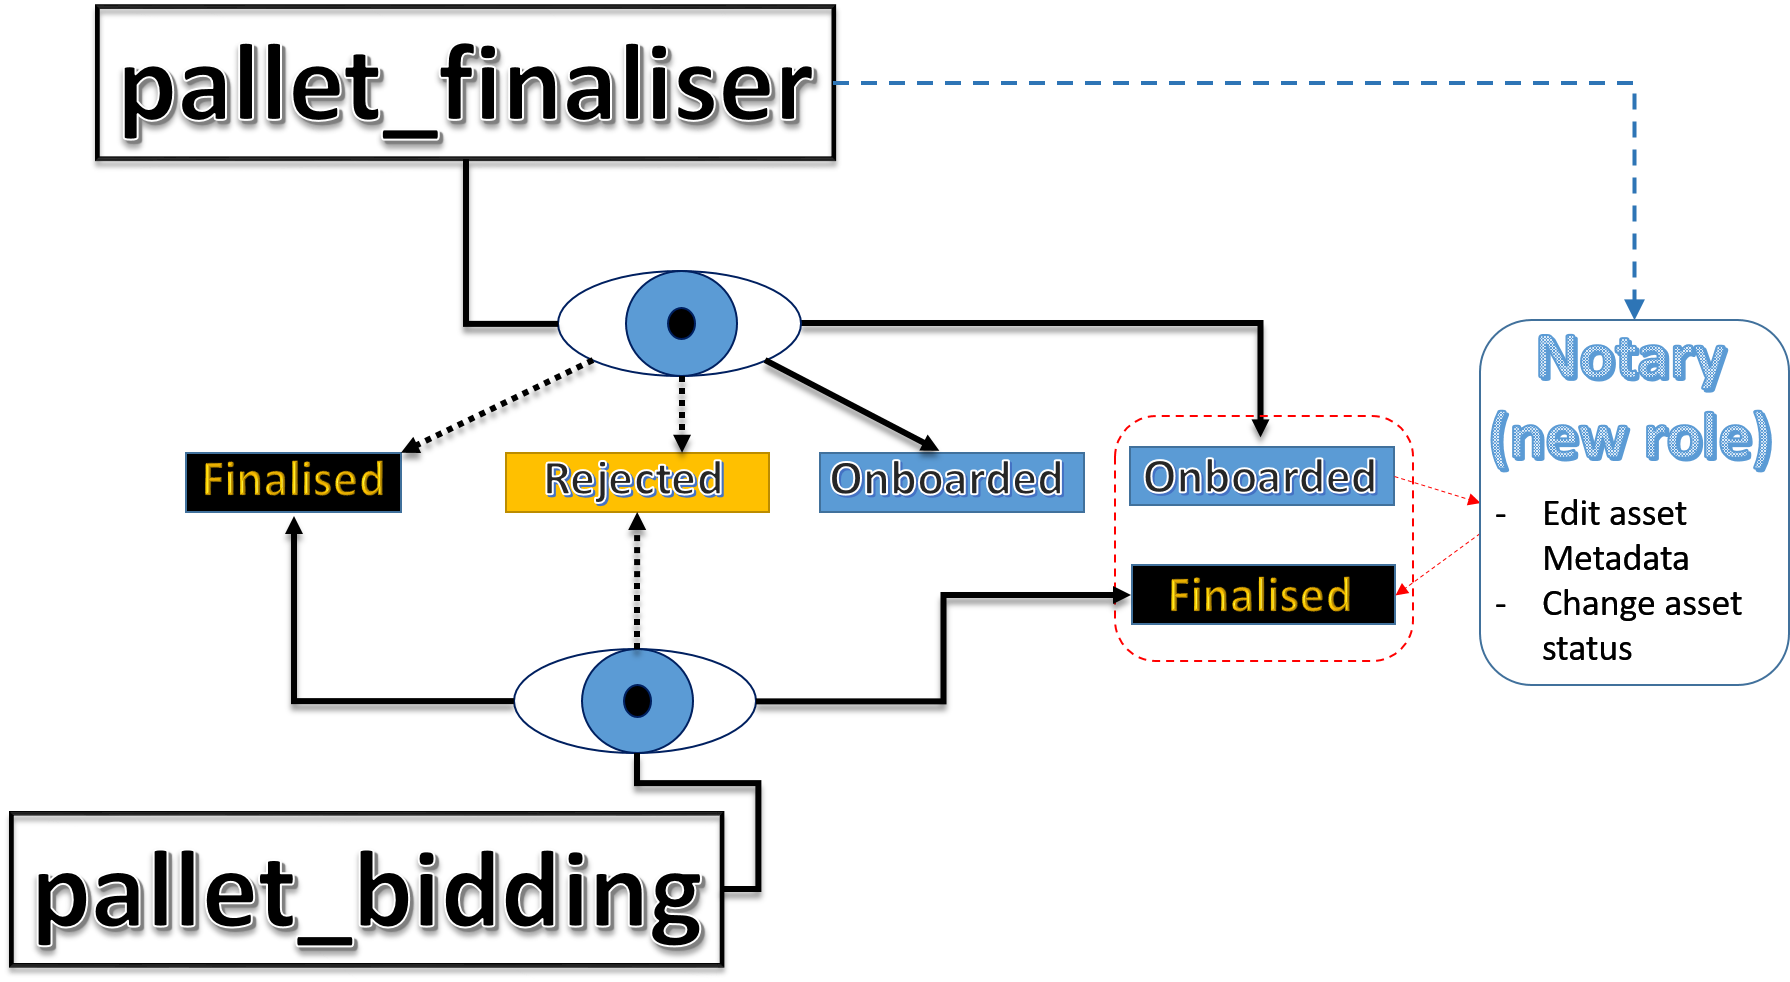 pallet_finaliser
Notary
(new role)
- Edit asset
Metadata
- Change asset
status
Finalised
Rejected
Onboarded
Onboarded
Finalised
pallet_bidding